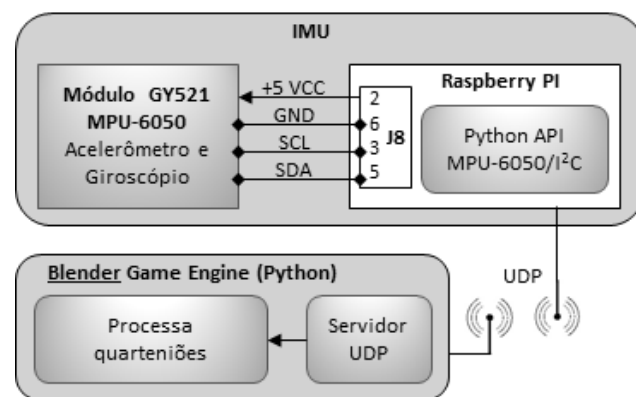 IMU
Módulo GY521
MPU-6050
Acelerômetro e
Giroscópio
+5 VCC
GND
SCL
SDA
2
6
3
5
J8
Raspberry PI
Python API
MPU-6050/I²C
UDP
Blender Game Engine (Python)
Processa
quarteniões
Servidor
UDP